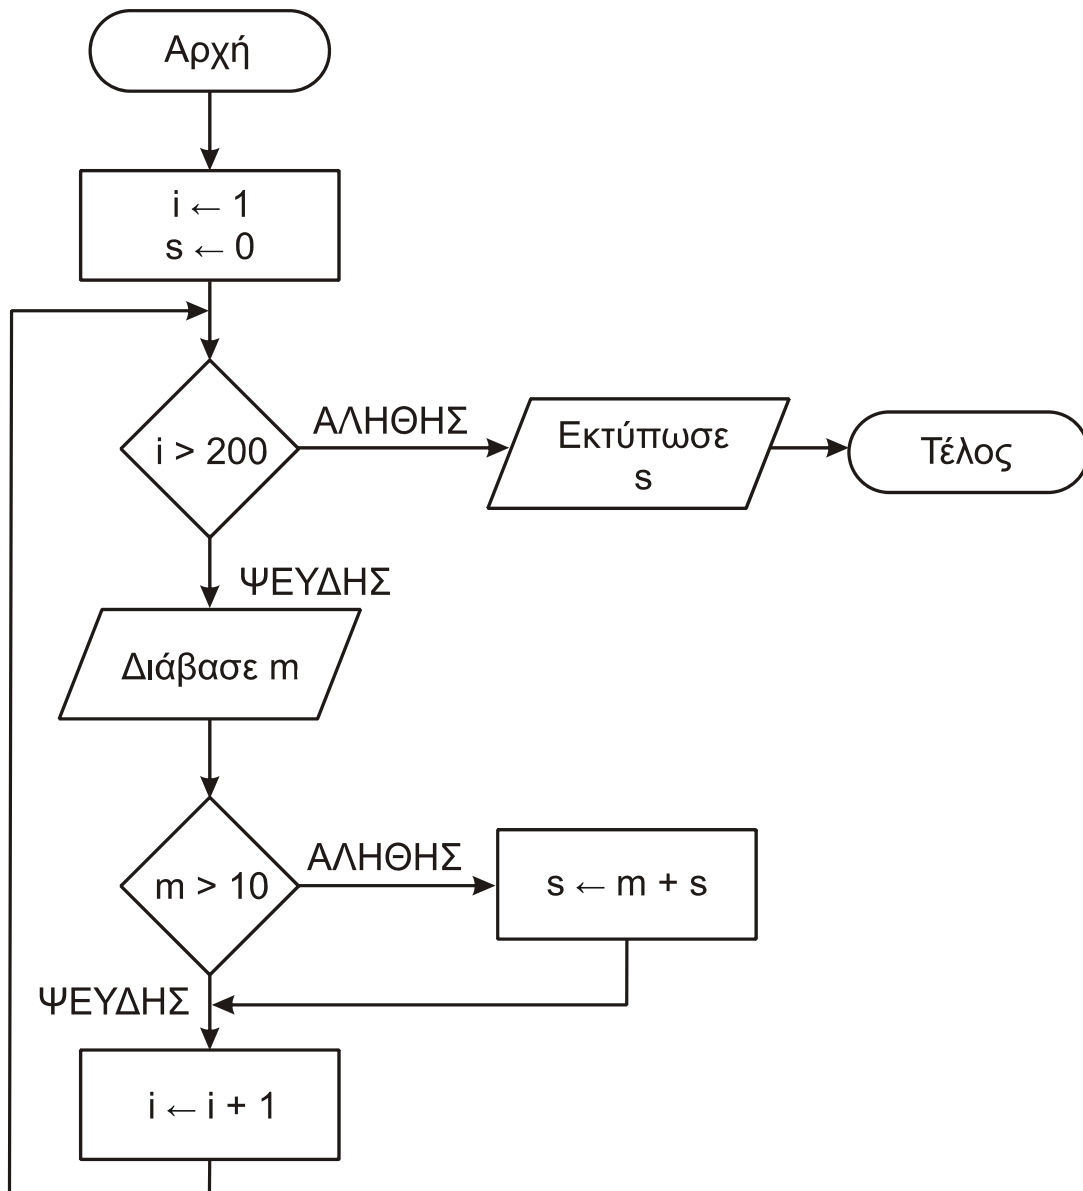 Αρχή
i ← 1
s ← 0
i > 200
ΑΛΗΘΗΣ
Εκτύπωσε
s
Τέλος
ΨΕΥΔΗΣ
Διάβασε m
m > 10
ΑΛΗΘΗΣ
s ← m + s
ΨΕΥΔΗΣ
i ← i + 1